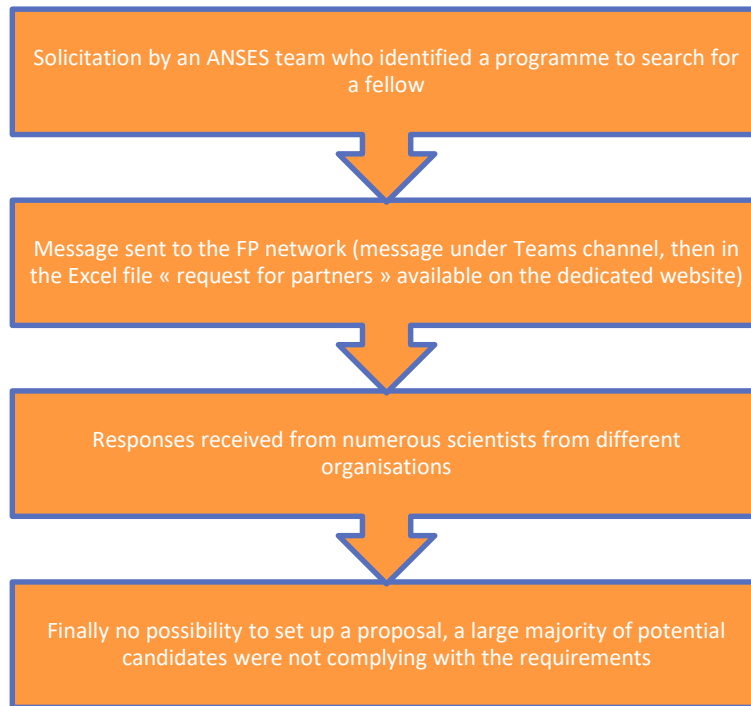 Solicitation by an ANSES team who identified a programme to search for
a fellow
Message sent to the FP network (message under Teams channel, then in
the Excel file « request for partners » available on the dedicated website)
Responses received from numerous scientists from different
organisations
Finally no possibility to set up a proposal, a large majority of potential
candidates were not complying with the requirements